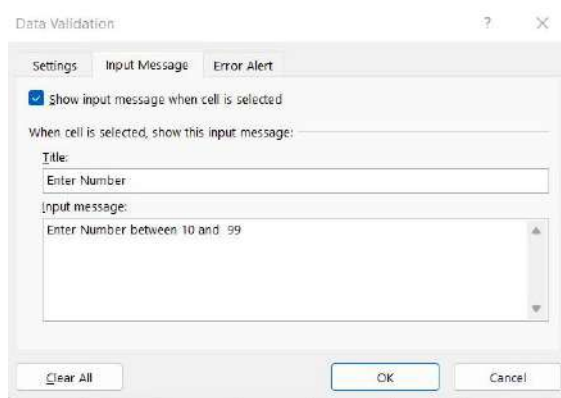 Data Validation ? ×
Settings Input Message Error Alert
Show input message when cell is selected
When cell is selected, show this input message:
Title:
Enter Number
Input message:
Enter Number between 10 and  99
Clear All OK Cancel